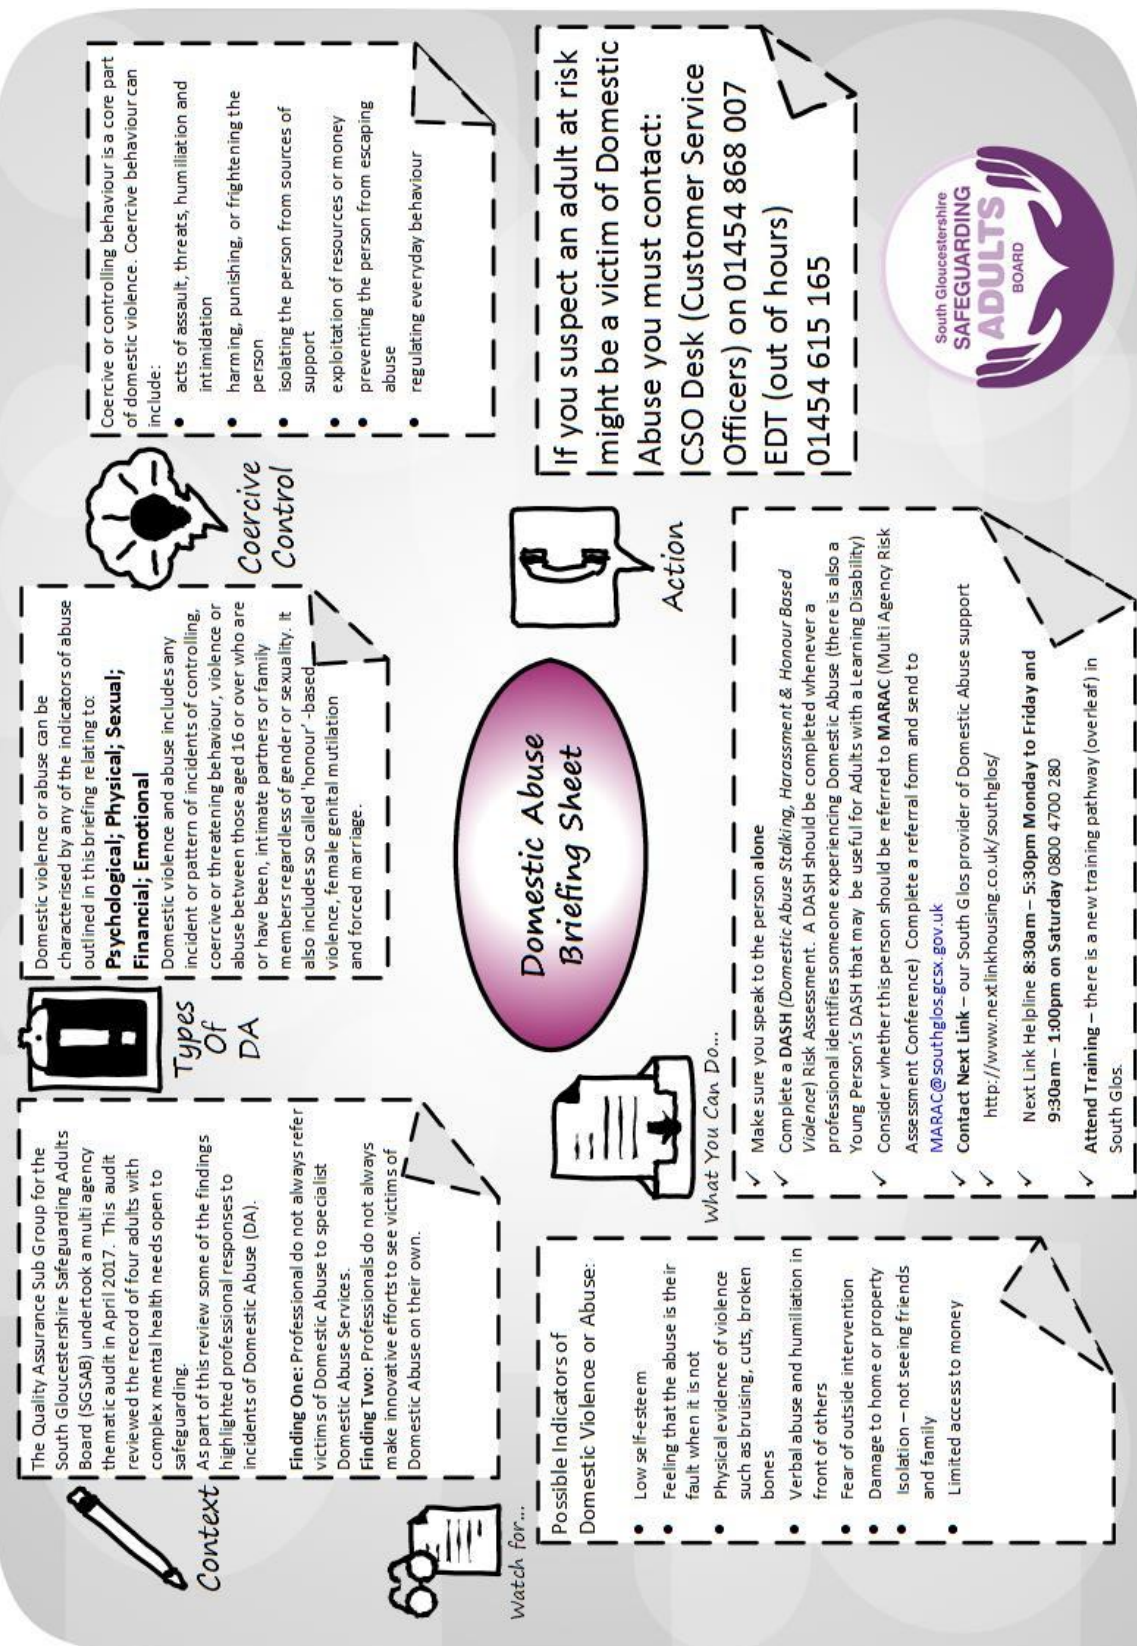 Context
The Quality Assurance Sub Group for the
South Gloucestershire Safeguarding Adults
Board (SGSAB) undertook a multi agency
thematic audit in April 2017. This audit
reviewed the record of four adults with
complex mental health needs open to
safeguarding.
As part of this review some of the findings
highlighted professional responses to
incidents of Domestic Abuse (DA).
Finding One: Professional do not always refer
victims of Domestic Abuse to specialist
Domestic Abuse Services.
Finding Two: Professionals do not always
make innovative efforts to see victims of
Domestic Abuse on their own.
Types
Of
DA
Domestic violence or abuse can be
characterised by any of the indicators of abuse
outlined in this briefing relating to:
Psychological; Physical; Sexual;
Financial; Emotional
Domestic violence and abuse includes any
incident or pattern of incidents of controlling,
coercive or threatening behaviour, violence or
abuse between those aged 16 or over who are
or have been, intimate partners or family
members regardless of gender or sexuality. It
also includes so called 'honour'-based
violence, female genital mutilation
and forced marriage.
Coercive
Control
Coercive or controlling behaviour is a core part
of domestic violence. Coercive behaviour can
include:
• acts of assault, threats, humiliation and
intimidation
• harming, punishing, or frightening the
person
• isolating the person from sources of
support
• exploitation of resources or money
• preventing the person from escaping
abuse
• regulating everyday behaviour
Domestic Abuse
Briefing Sheet
Watch for...
Possible Indicators of
Domestic Violence or Abuse:
• Low self-esteem
• Feeling that the abuse is their
fault when it is not
• Physical evidence of violence
such as bruising, cuts, broken
bones
• Verbal abuse and humiliation in
front of others
• Fear of outside intervention
• Damage to home or property
• Isolation – not seeing friends
and family
• Limited access to money
What You Can Do...
✓ Make sure you speak to the person alone
✓ Complete a DASH (Domestic Abuse Stalking, Harassment & Honour Based
Violence) Risk Assessment. A DASH should be completed whenever a
professional identifies someone experiencing Domestic Abuse (there is also a
Young Person's DASH that may be useful for Adults with a Learning Disability)
✓ Consider whether this person should be referred to MARAC (Multi Agency Risk
Assessment Conference) Complete a referral form and send to
MARAC@southglos.gcsx.gov.uk
✓ Contact Next Link – our South Glos provider of Domestic Abuse support
✓ http://www.nextlinkhousing.co.uk/southglos/
✓ Next Link Helpline 8:30am – 5:30pm Monday to Friday and
9:30am – 1:00pm on Saturday 0800 4700 280
✓ Attend Training – there is a new training pathway (overleaf) in
South Glos.
Action
If you suspect an adult at risk
might be a victim of Domestic
Abuse you must contact:
CSO Desk (Customer Service
Officers) on 01454 868 007
EDT (out of hours)
01454 615 165
South Gloucestershire
SAFEGUARDING
ADULTS
BOARD